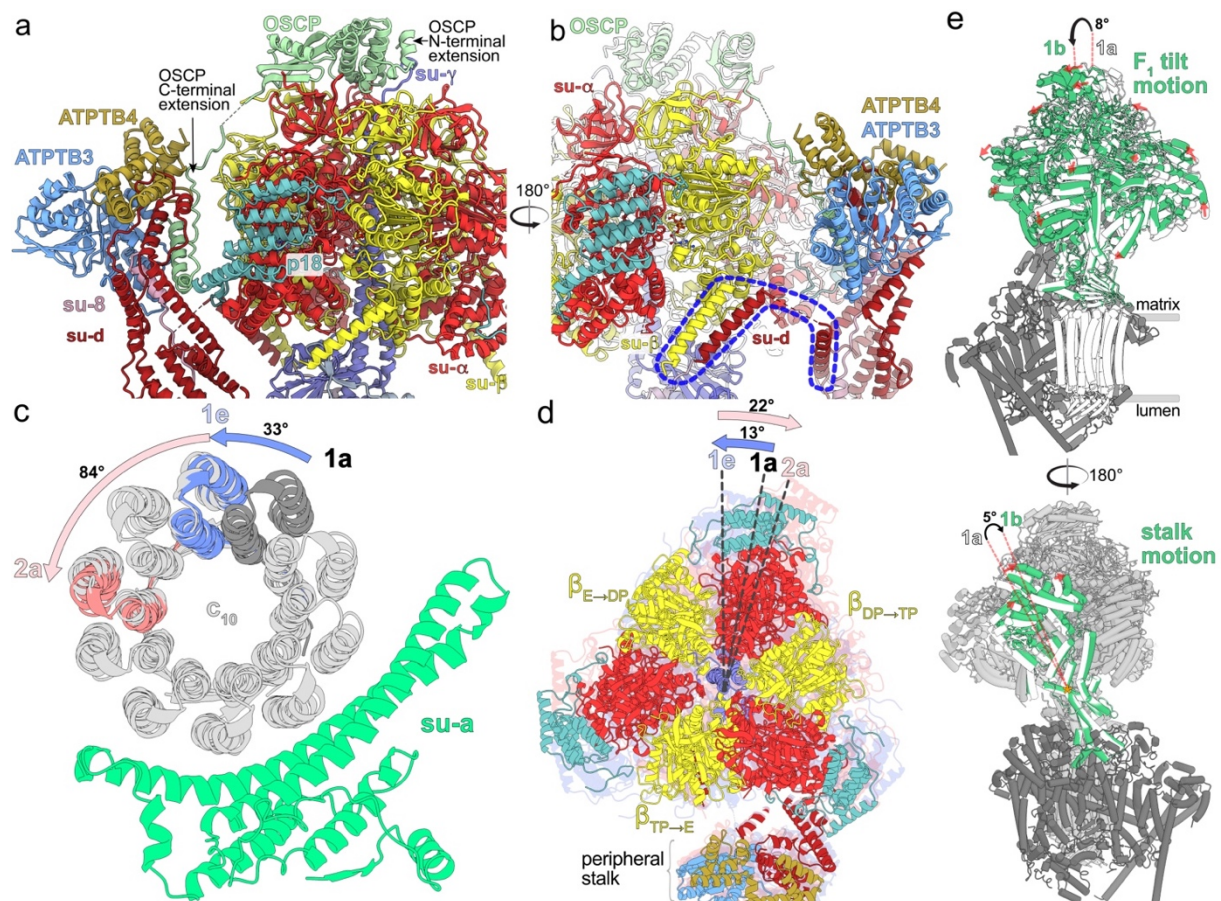 a
OSCP
OSCP
N-terminal
extension
su-γ
OSCP
C-terminal
extension
ATPTB4
ATPTB3
p18
su-8
su-d
su-α
su-β
b
OSCP
su-α
ATPTB4
ATPTB3
180°
su-β
su-d
c
1e
33°
1a
84°
2a
C10
su-a
d
22°
13°
1e
1a
2a
βE→DP
βDP→TP
βTP→E
peripheral
stalk
e
8°
1b
1a
F1 tilt
motion
matrix
lumen
180°
5°
1a
1b
stalk
motion